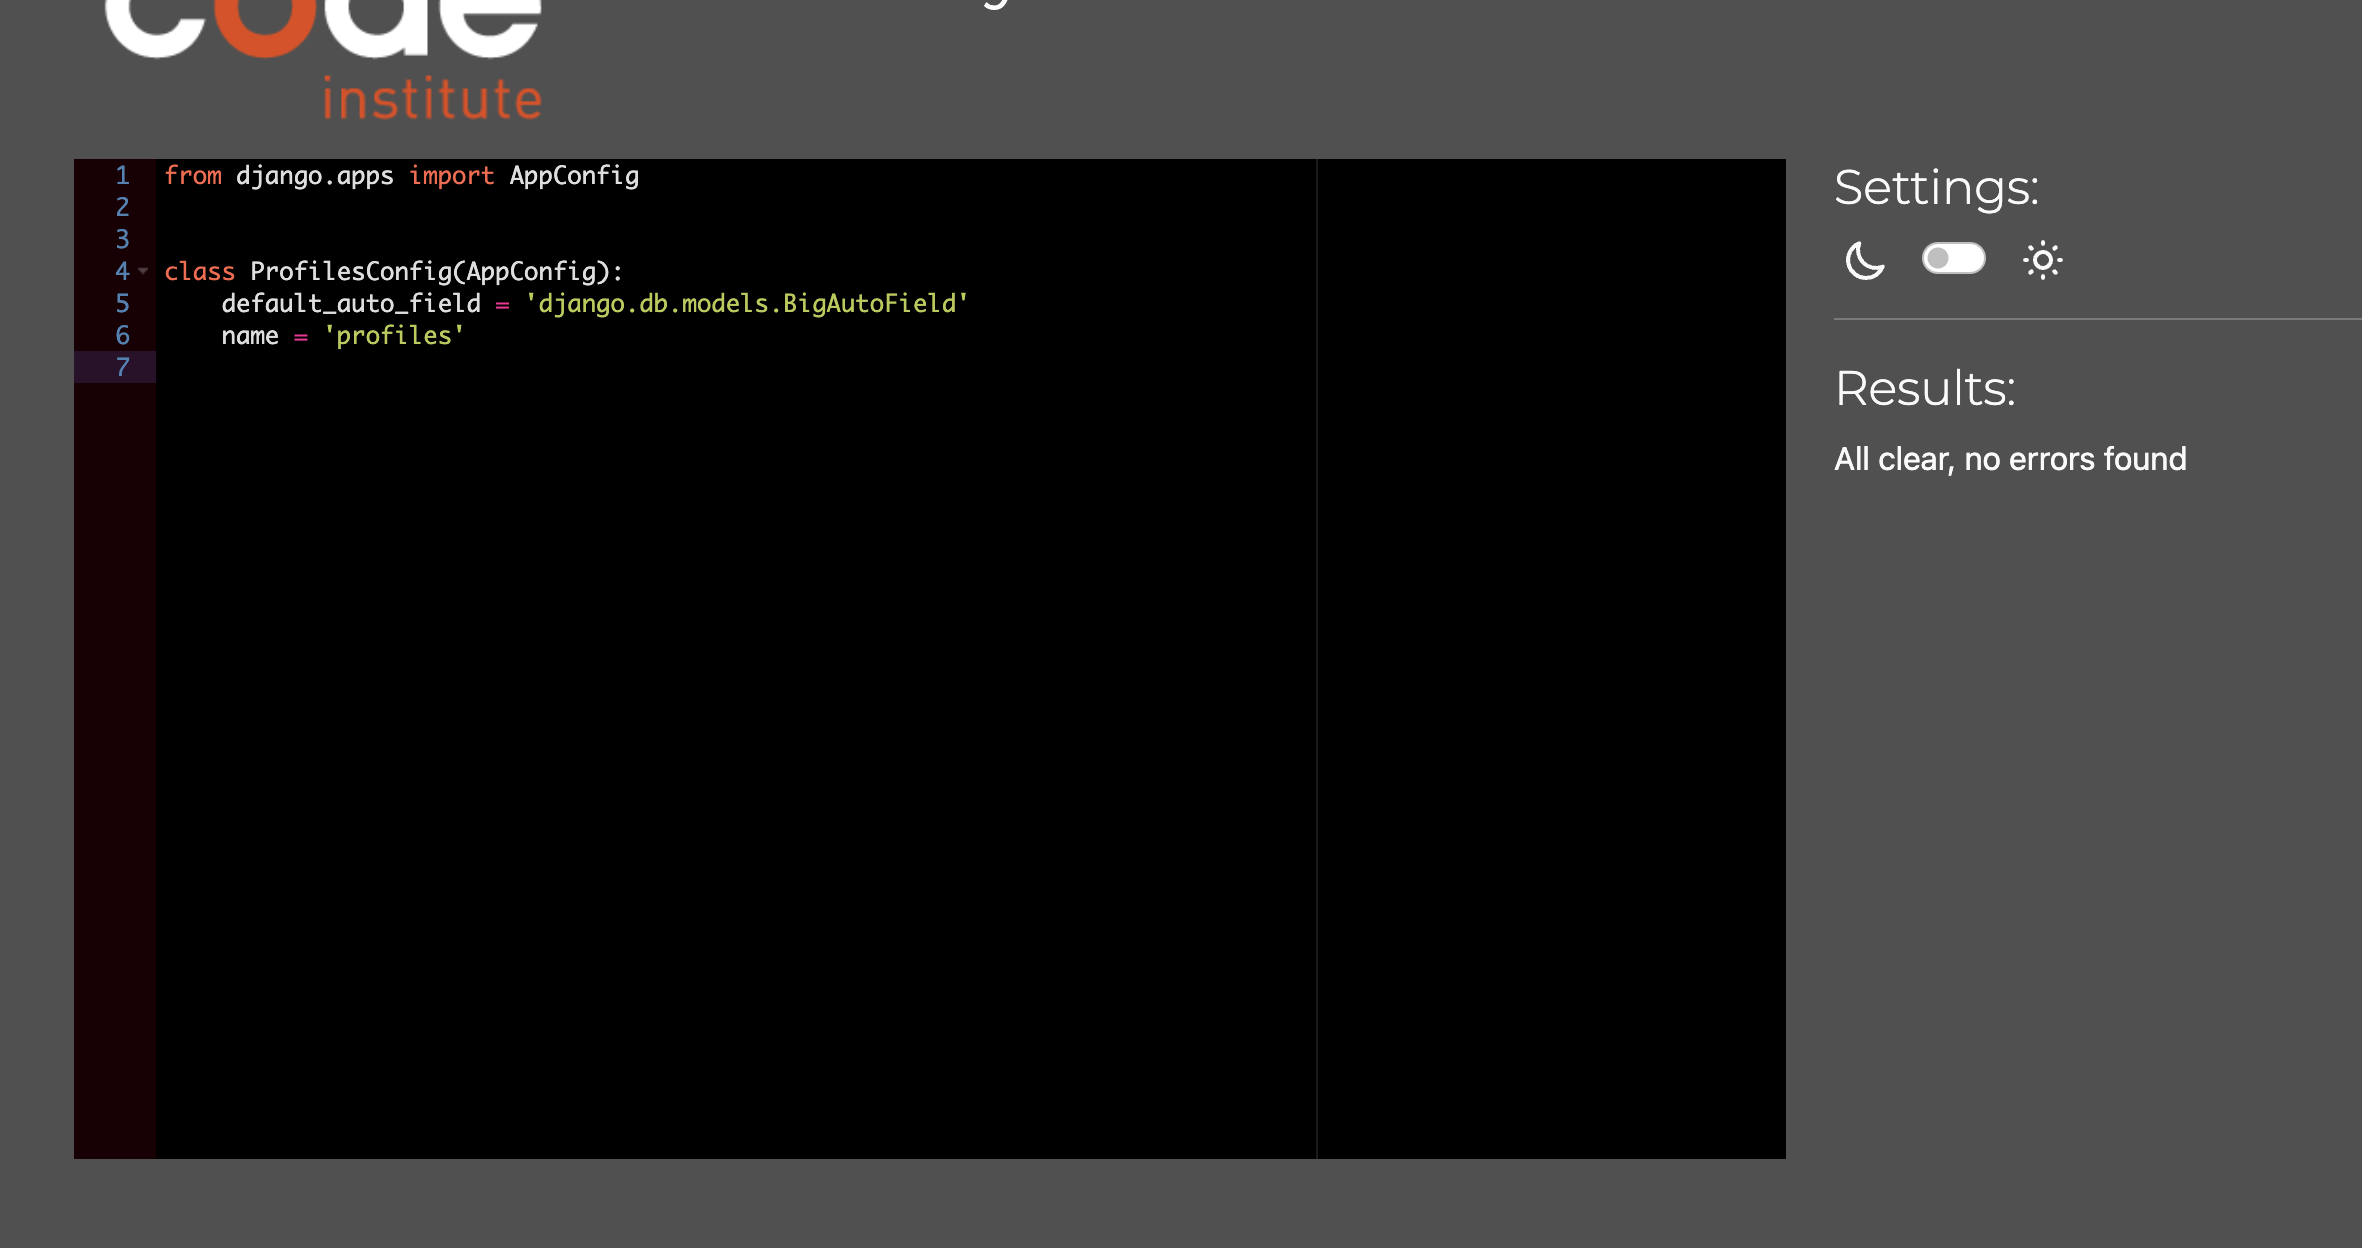 code
institute
1 from django.apps import AppConfig
2
3
4 class ProfilesConfig(AppConfig):
5     default_auto_field = 'django.db.models.BigAutoField'
6     name = 'profiles'
7
Settings:
Results:
All clear, no errors found